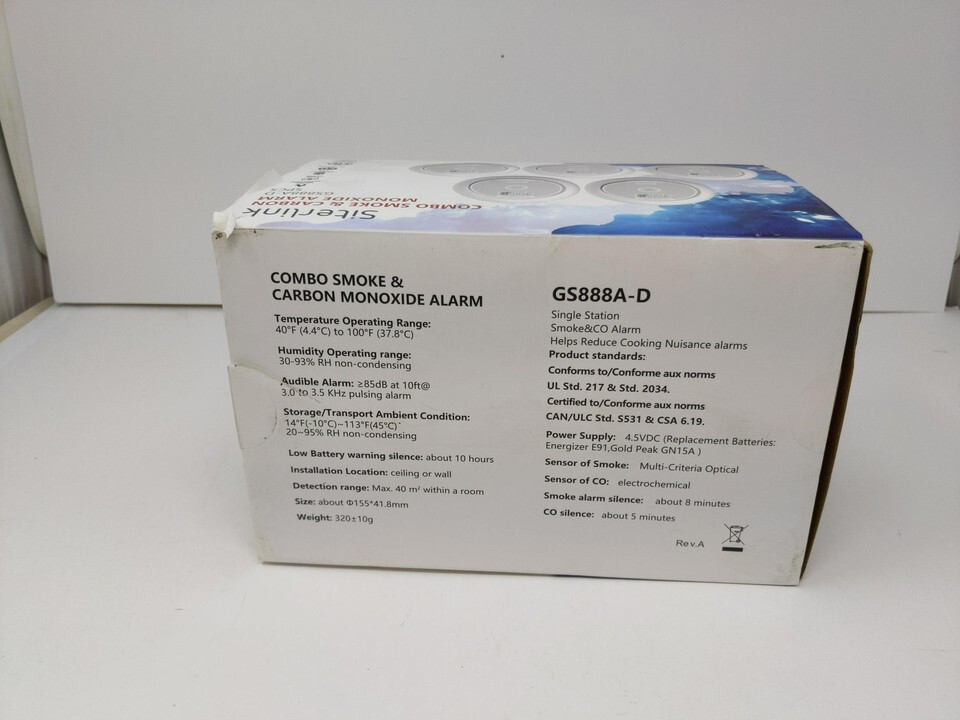 Siterlink
COMBO SMOKE & CARBON
MONOXIDE ALARM
GS888A-D
5PCS
COMBO SMOKE &
CARBON MONOXIDE ALARM
Temperature Operating Range:
40°F (4.4°C) to 100°F (37.8°C)
Humidity Operating range:
30-93% RH non-condensing
Audible Alarm: ≥85dB at 10ft@
3.0 to 3.5 KHz pulsing alarm
Storage/Transport Ambient Condition:
14°F(-10°C)~113°F(45°C)
20~95% RH non-condensing
Low Battery warning silence: about 10 hours
Installation Location: ceiling or wall
Detection range: Max. 40 m² within a room
Size: about Φ155*41.8mm
Weight: 320±10g
GS888A-D
Single Station
Smoke&CO Alarm
Helps Reduce Cooking Nuisance alarms
Product standards:
Conforms to/Conforme aux norms
UL Std. 217 & Std. 2034.
Certified to/Conforme aux norms
CAN/ULC Std. S531 & CSA 6.19.
Power Supply: 4.5VDC (Replacement Batteries:
Energizer E91,Gold Peak GN15A )
Sensor of Smoke: Multi-Criteria Optical
Sensor of CO: electrochemical
Smoke alarm silence: about 8 minutes
CO silence: about 5 minutes
Rev.A